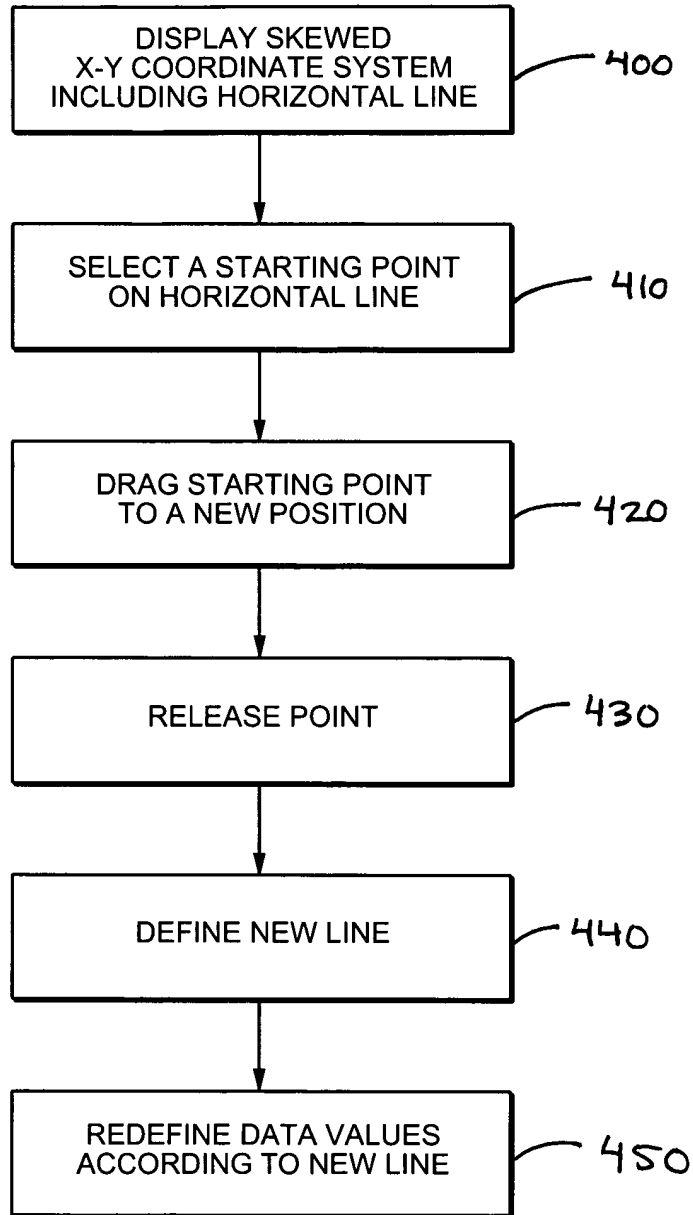 DISPLAY SKEWED
X-Y COORDINATE SYSTEM
INCLUDING HORIZONTAL LINE
400
SELECT A STARTING POINT
ON HORIZONTAL LINE
410
DRAG STARTING POINT
TO A NEW POSITION
420
RELEASE POINT
430
DEFINE NEW LINE
440
REDEFINE DATA VALUES
ACCORDING TO NEW LINE
450